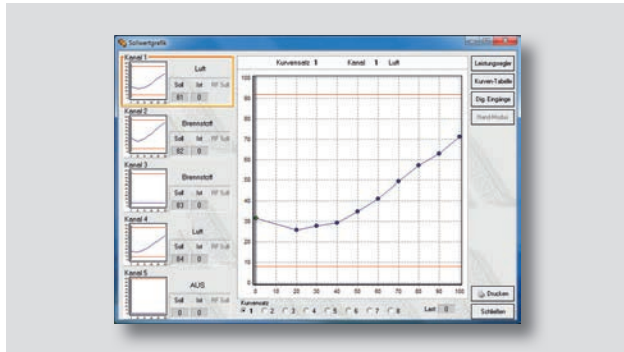 Sollwertgrafik
Kanal 1
Luft
Soll Ist RF Soll
81 0
Kanal 2
Brennstoff
Soll Ist RF Soll
82 0
Kanal 3
Brennstoff
Soll Ist RF Soll
83 0
Kanal 4
Luft
Soll Ist RF Soll
84 0
Kanal 5
AUS
Soll Ist RF Soll
0 0
Kurvensatz 1 Kanal 1 Luft
100
90
80
70
60
50
40
30
20
10
0
0 10 20 30 40 50 60 70 80 90 100
Kurvensatz
1 2 3 4 5 6 7 8
Last 0
Leistungsregler
Kurven-Tabelle
Dig. Eingänge
Hand-Modus
Drucken
Schließen